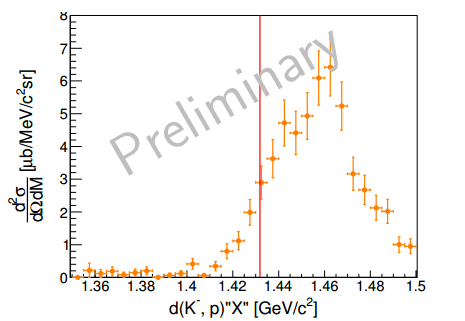 8
7
6
5
4
3
2
1
0
d²σ
dΩdM [μb/MeV/c²sr]
Preliminary
1.36 1.38 1.4 1.42 1.44 1.46 1.48 1.5
d(K⁻, p)"X" [GeV/c²]